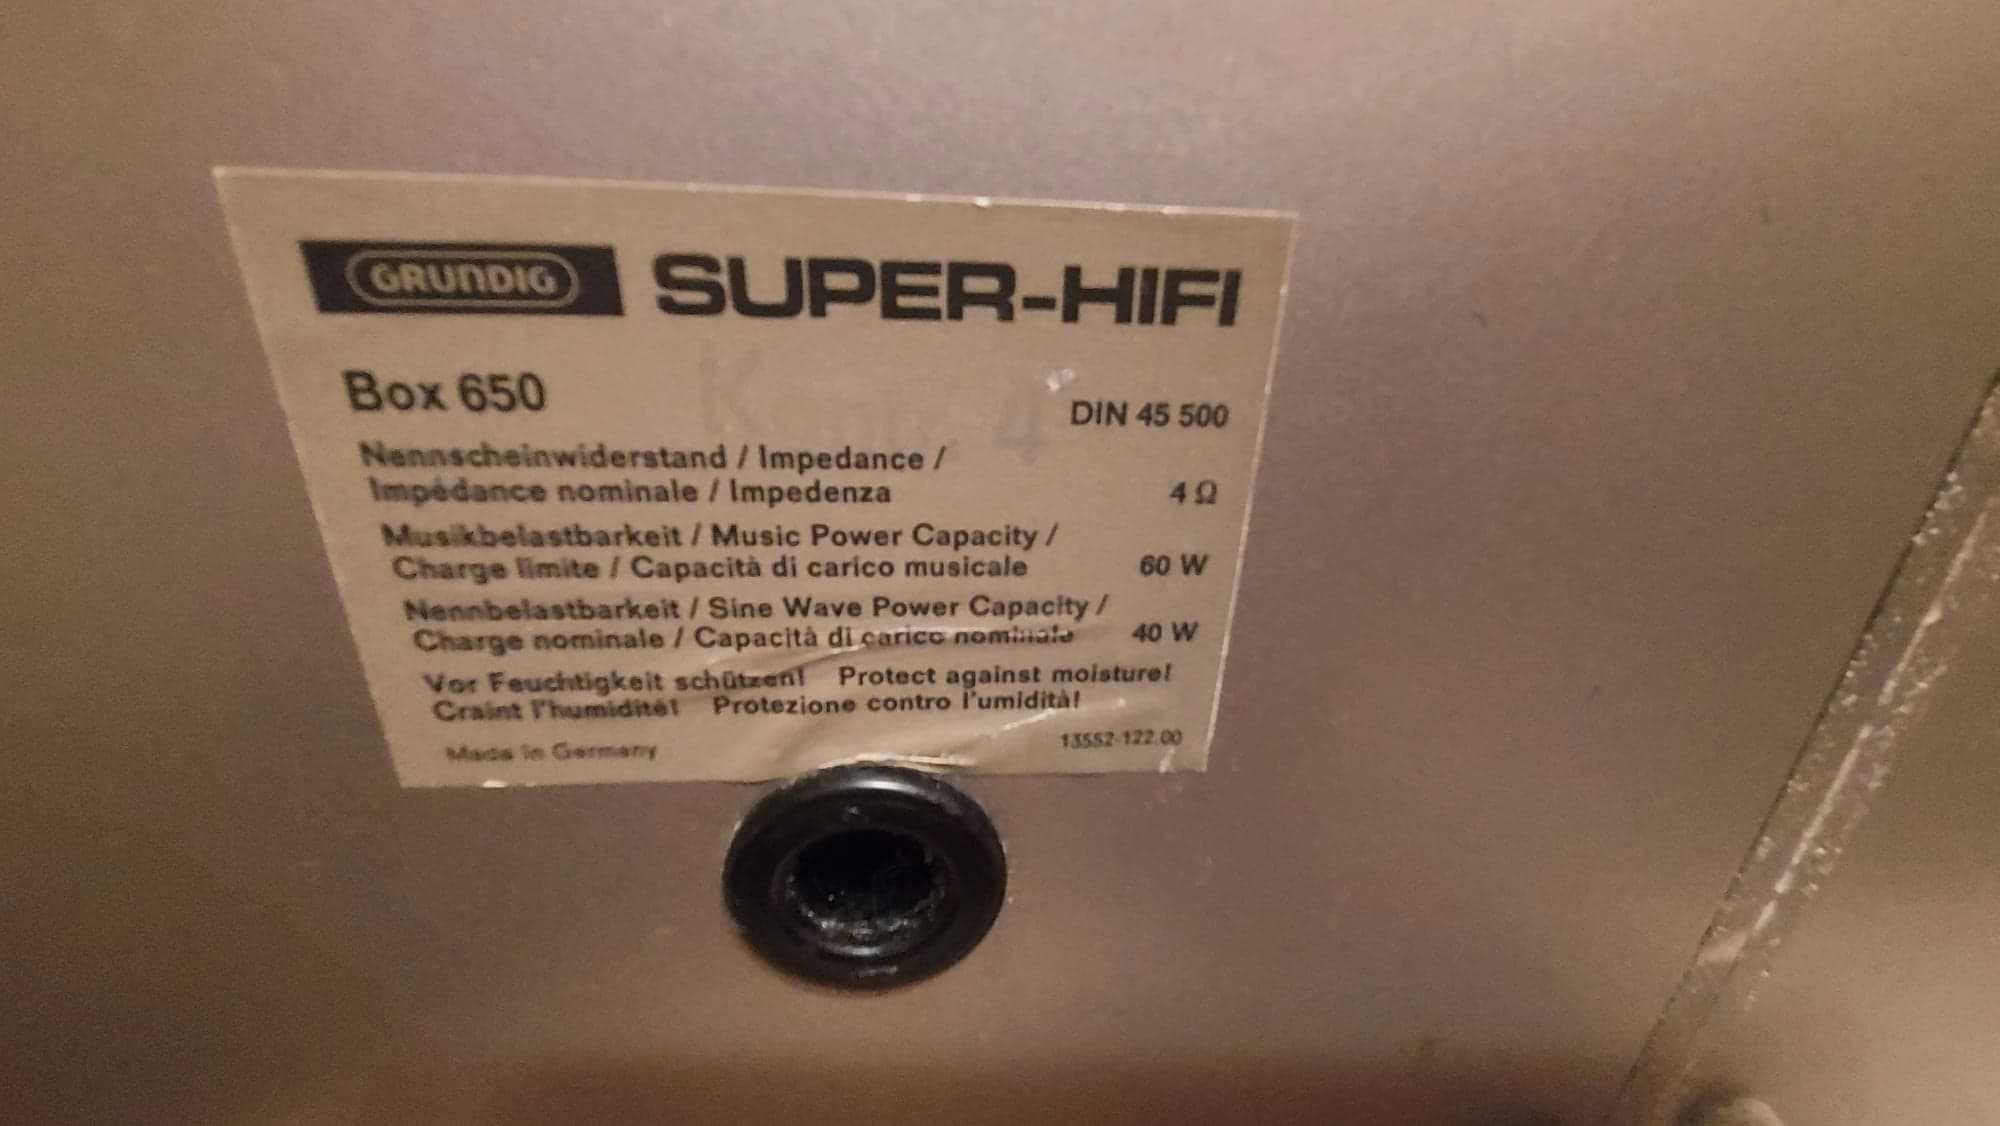 GRUNDIG SUPER-HIFI
Box 650 DIN 45 500
Nennscheinwiderstand / Impedance /
Impédance nominale / Impedenza 4 Ω
Musikbelastbarkeit / Music Power Capacity /
Charge limite / Capacità di carico musicale 60 W
Nennbelastbarkeit / Sine Wave Power Capacity /
Charge nominale / Capacità di carico nominale 40 W
Vor Feuchtigkeit schützen! Protect against moisture!
Craint l'humidité! Protezione contro l'umidità!
Made in Germany 13552-122.00